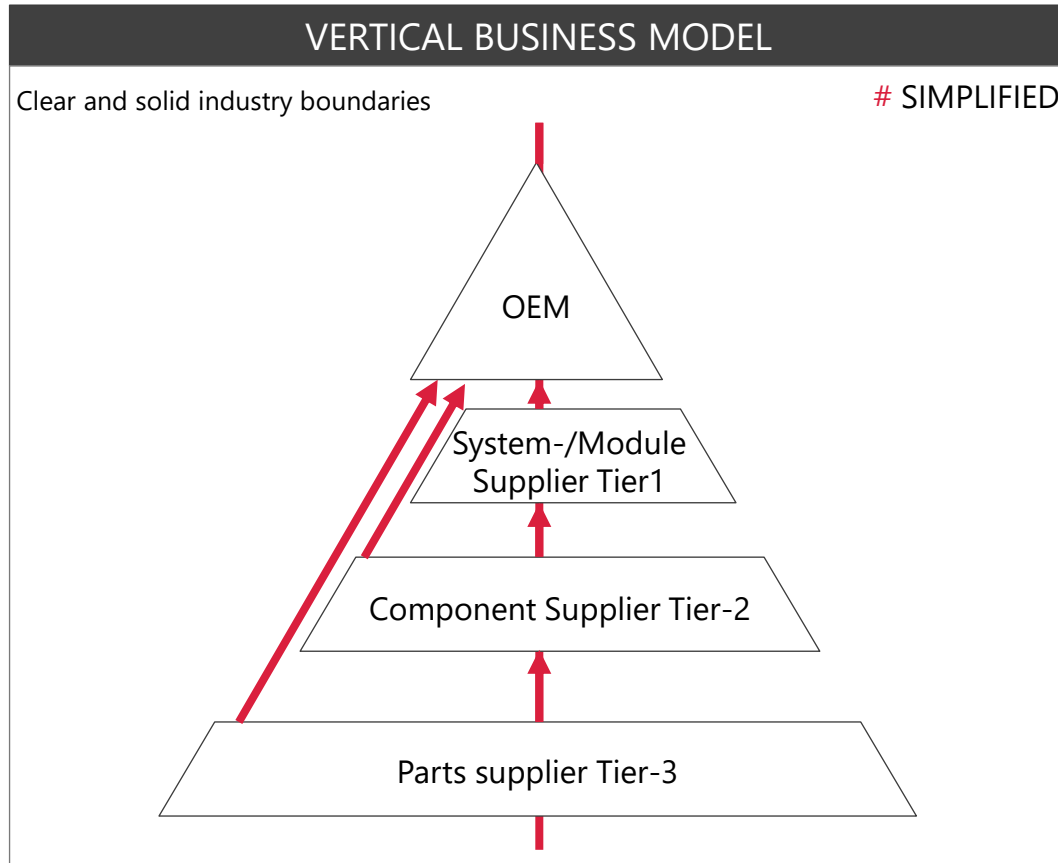 VERTICAL BUSINESS MODEL
Clear and solid industry boundaries
# SIMPLIFIED
OEM
System-/Module
Supplier Tier1
Component Supplier Tier-2
Parts supplier Tier-3